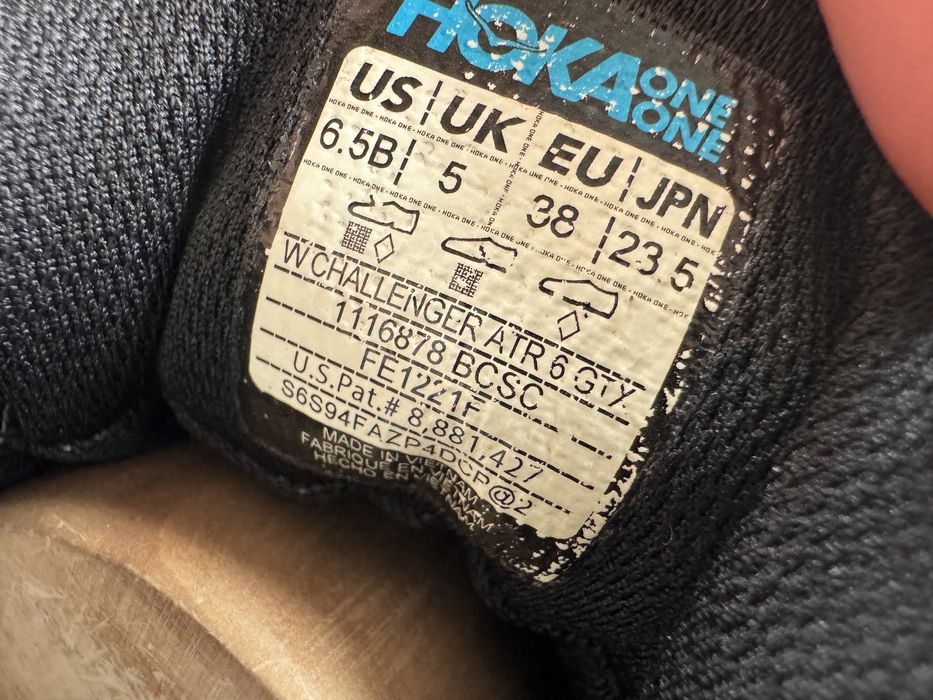 HOKA ONE ONE
US UK EU JPN
6.5B 5 38 23.5
W CHALLENGER ATR 6 GTX
1116878 BCSC
FE1221F
U.S.Pat.# 8,881,427
S6S94FAZP4DCP@2
MADE IN VIETNAM
FABRIQUÉ EN VIETNAM
HECHO EN VIETNAM